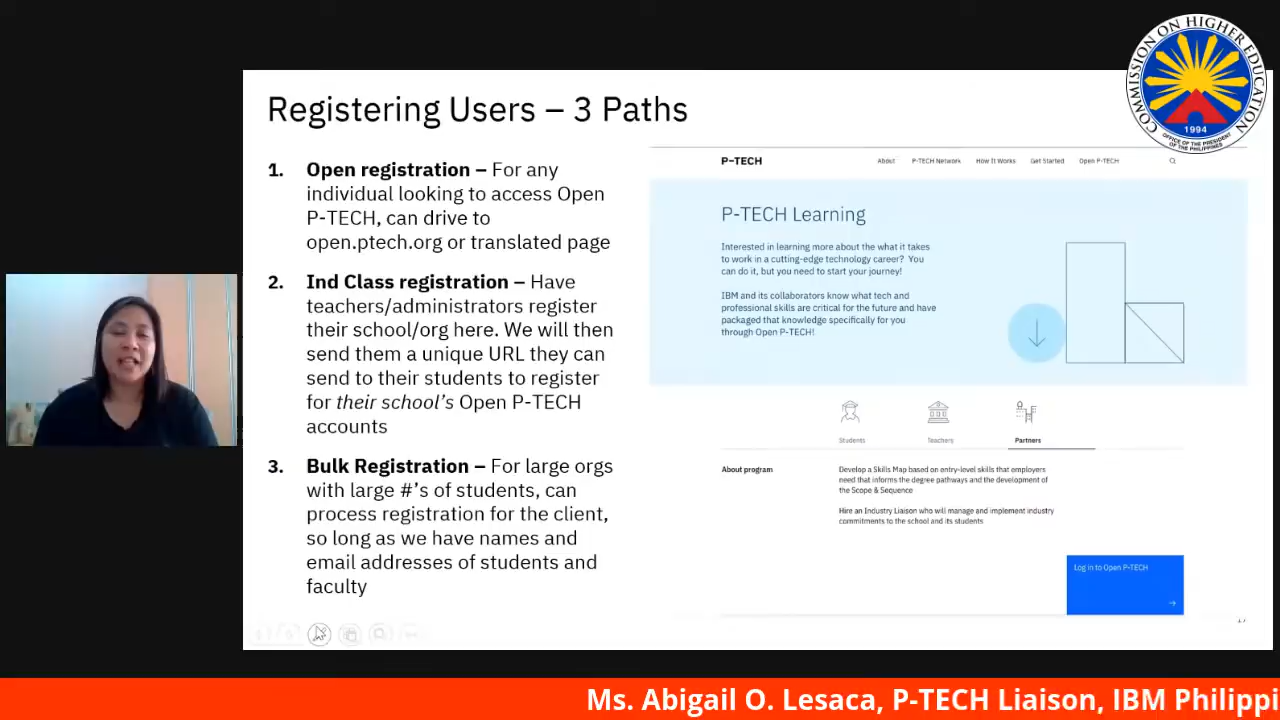 COMMISSION ON HIGHER EDUCATION
1994
OFFICE OF THE PRESIDENT
OF THE PHILIPPINES
Registering Users – 3 Paths
1. Open registration – For any
individual looking to access Open
P-TECH, can drive to
open.ptech.org or translated page
2. Ind Class registration – Have
teachers/administrators register
their school/org here. We will then
send them a unique URL they can
send to their students to register
for their school's Open P-TECH
accounts
3. Bulk Registration – For large orgs
with large #'s of students, can
process registration for the client,
so long as we have names and
email addresses of students and
faculty
P-TECH
About P-TECH Network How It Works Get Started Open P-TECH
P-TECH Learning
Interested in learning more about the what it takes
to work in a cutting-edge technology career? You
can do it, but you need to start your journey!
IBM and its collaborators know what tech and
professional skills are critical for the future and have
packaged that knowledge specifically for you
through Open P-TECH!
Students Teachers Partners
About program
Develop a Skills Map based on entry-level skills that employers
need that informs the degree pathways and the development of
the Scope & Sequence
Hire an Industry Liaison who will manage and implement industry
commitments to the school and its students
Log in to Open P-TECH
Ms. Abigail O. Lesaca, P-TECH Liaison, IBM Philippi